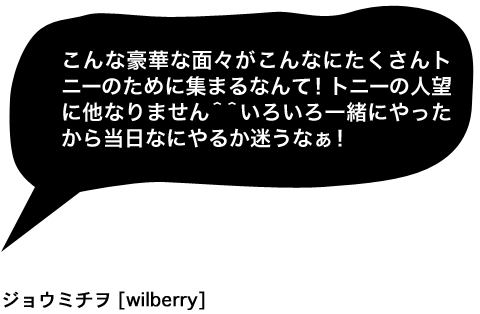 こんな豪華な面々がこんなにたくさんト
ニーのために集まるなんて！トニーの人望
に他なりません＾＾いろいろ一緒にやった
から当日なにやるか迷うなぁ！
ジョウミチヲ [wilberry]